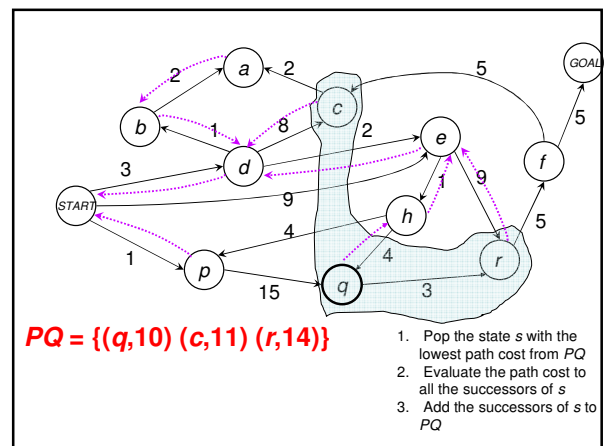 GOAL
a
2
2
5
c
5
b
8
2
e
1
3
d
f
9
9
1
h
START
5
4
r
1
p
4
15
q
3
PQ = {(q,10) (c,11) (r,14)}
1. Pop the state s with the
lowest path cost from PQ
2. Evaluate the path cost to
all the successors of s
3. Add the successors of s to
PQ